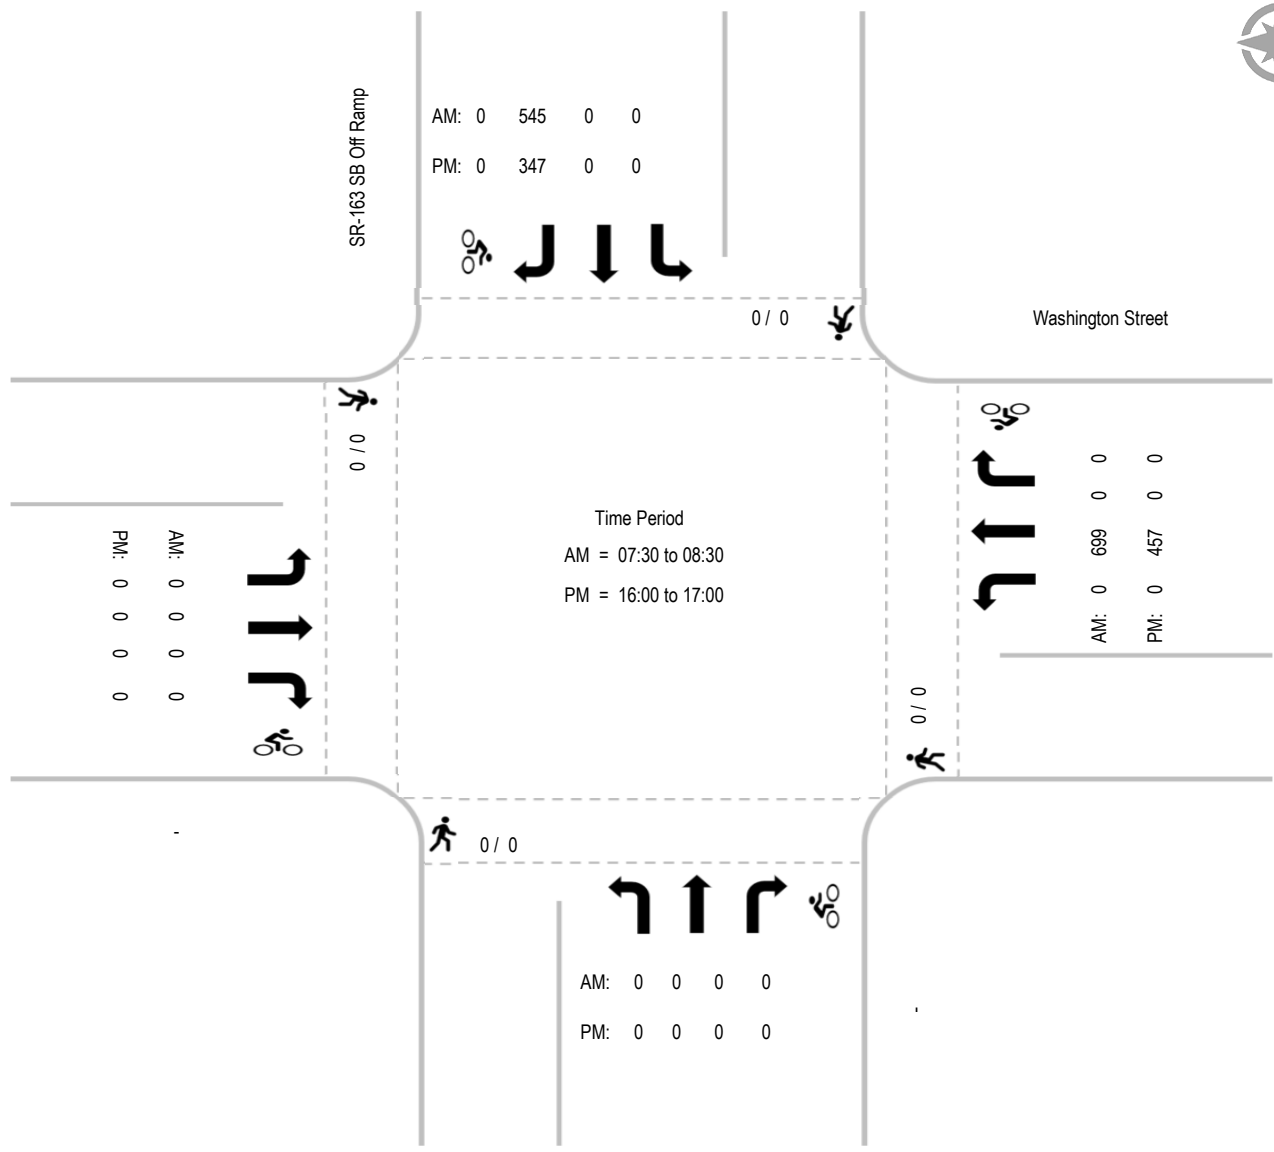 SR-163 SB Off Ramp
AM: 0 545 0 0
PM: 0 347 0 0
0 / 0
Washington Street
0 / 0
Time Period
AM = 07:30 to 08:30
PM = 16:00 to 17:00
AM: 0 699 0 0
PM: 0 457 0 0
AM: 0 0 0 0
PM: 0 0 0 0
0 / 0
-
0 / 0
AM: 0 0 0 0
PM: 0 0 0 0
-